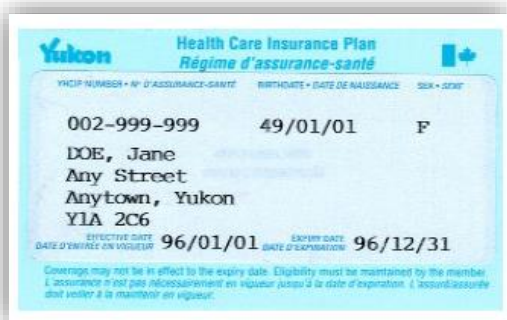 Yukon
Health Care Insurance Plan
Régime d'assurance-santé
YHCIP NUMBER • Nº D'ASSURANCE-SANTÉ BIRTHDATE • DATE DE NAISSANCE SEX • SEXE
002-999-999 49/01/01 F
DOE, Jane
Any Street
Anytown, Yukon
Y1A 2C6
EFFECTIVE DATE EXPIRY DATE
DATE D'ENTRÉE EN VIGUEUR 96/01/01 DATE D'EXPIRATION 96/12/31
Coverage may not be in effect to the expiry date. Eligibility must be maintained by the member.
L'assurance n'est pas nécessairement en vigueur jusqu'à la date d'expiration. L'assuré/assurée
doit veiller à la maintenir en vigueur.